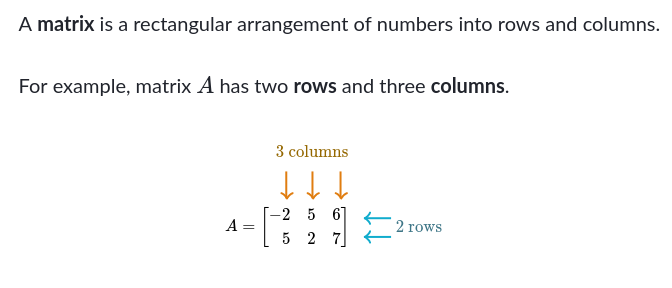 A matrix is a rectangular arrangement of numbers into rows and columns.
For example, matrix A has two rows and three columns.
3 columns
A = [−2 5 6
5 2 7]
2 rows